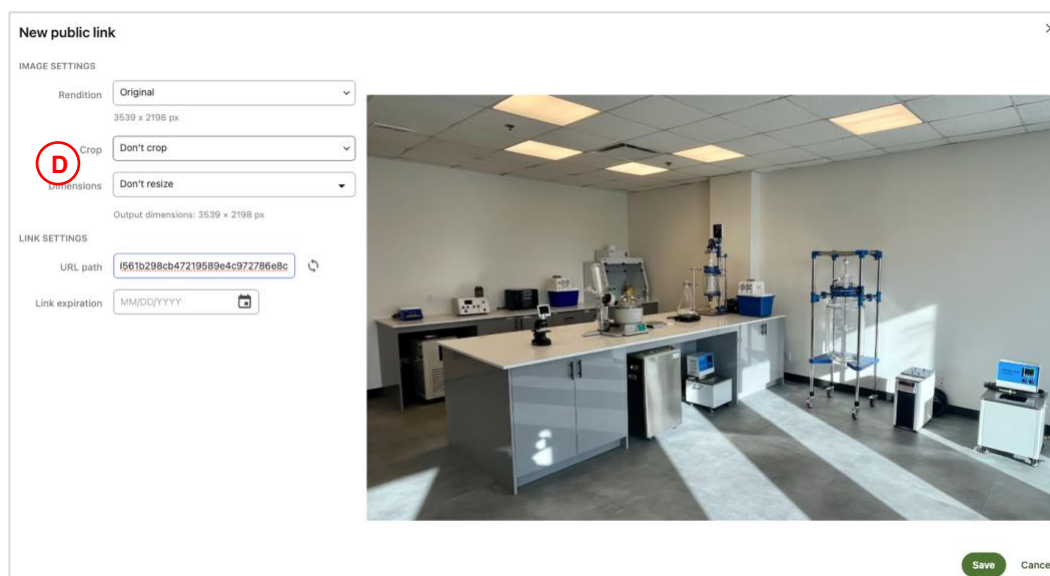 New public link
IMAGE SETTINGS
Rendition Original
3539 x 2198 px
Crop Don't crop
D
Dimensions Don't resize
Output dimensions: 3539 × 2198 px
LINK SETTINGS
URL path i561b298cb47219589e4c972786e8c
Link expiration MM/DD/YYYY
Save Cance